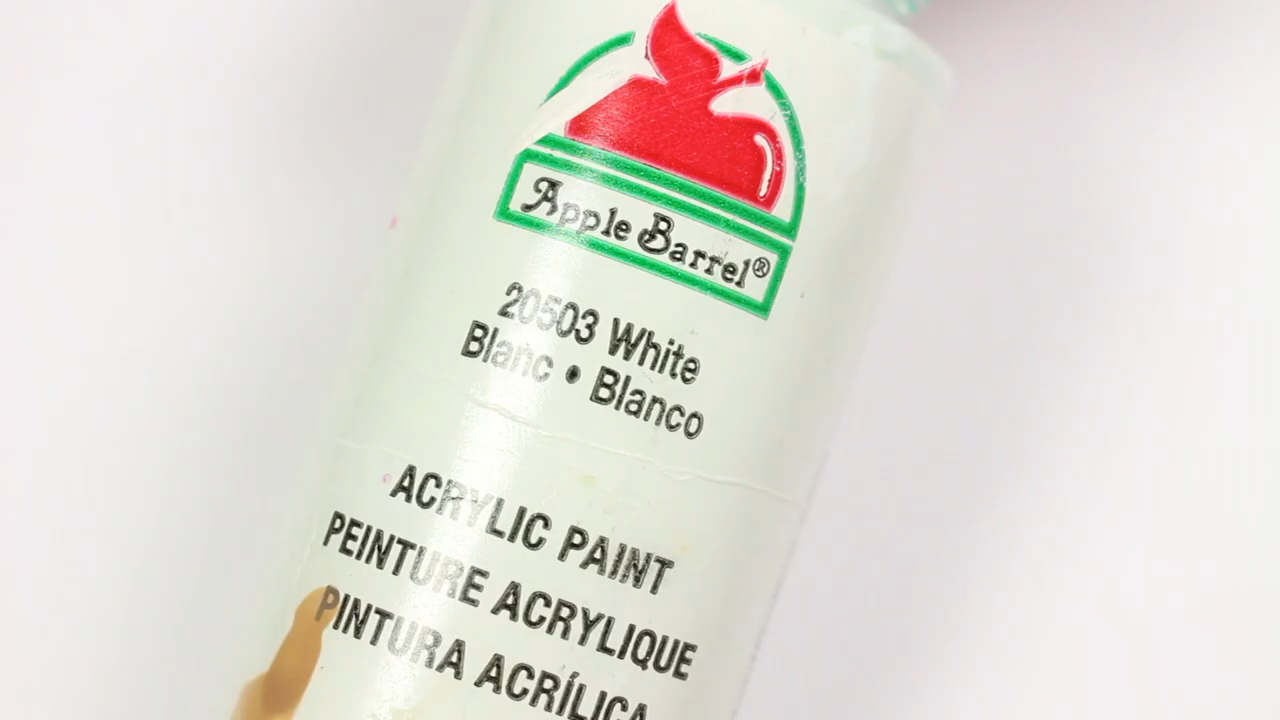 Apple Barrel®
20503 White
Blanc • Blanco
ACRYLIC PAINT
PEINTURE ACRYLIQUE
PINTURA ACRÍLICA